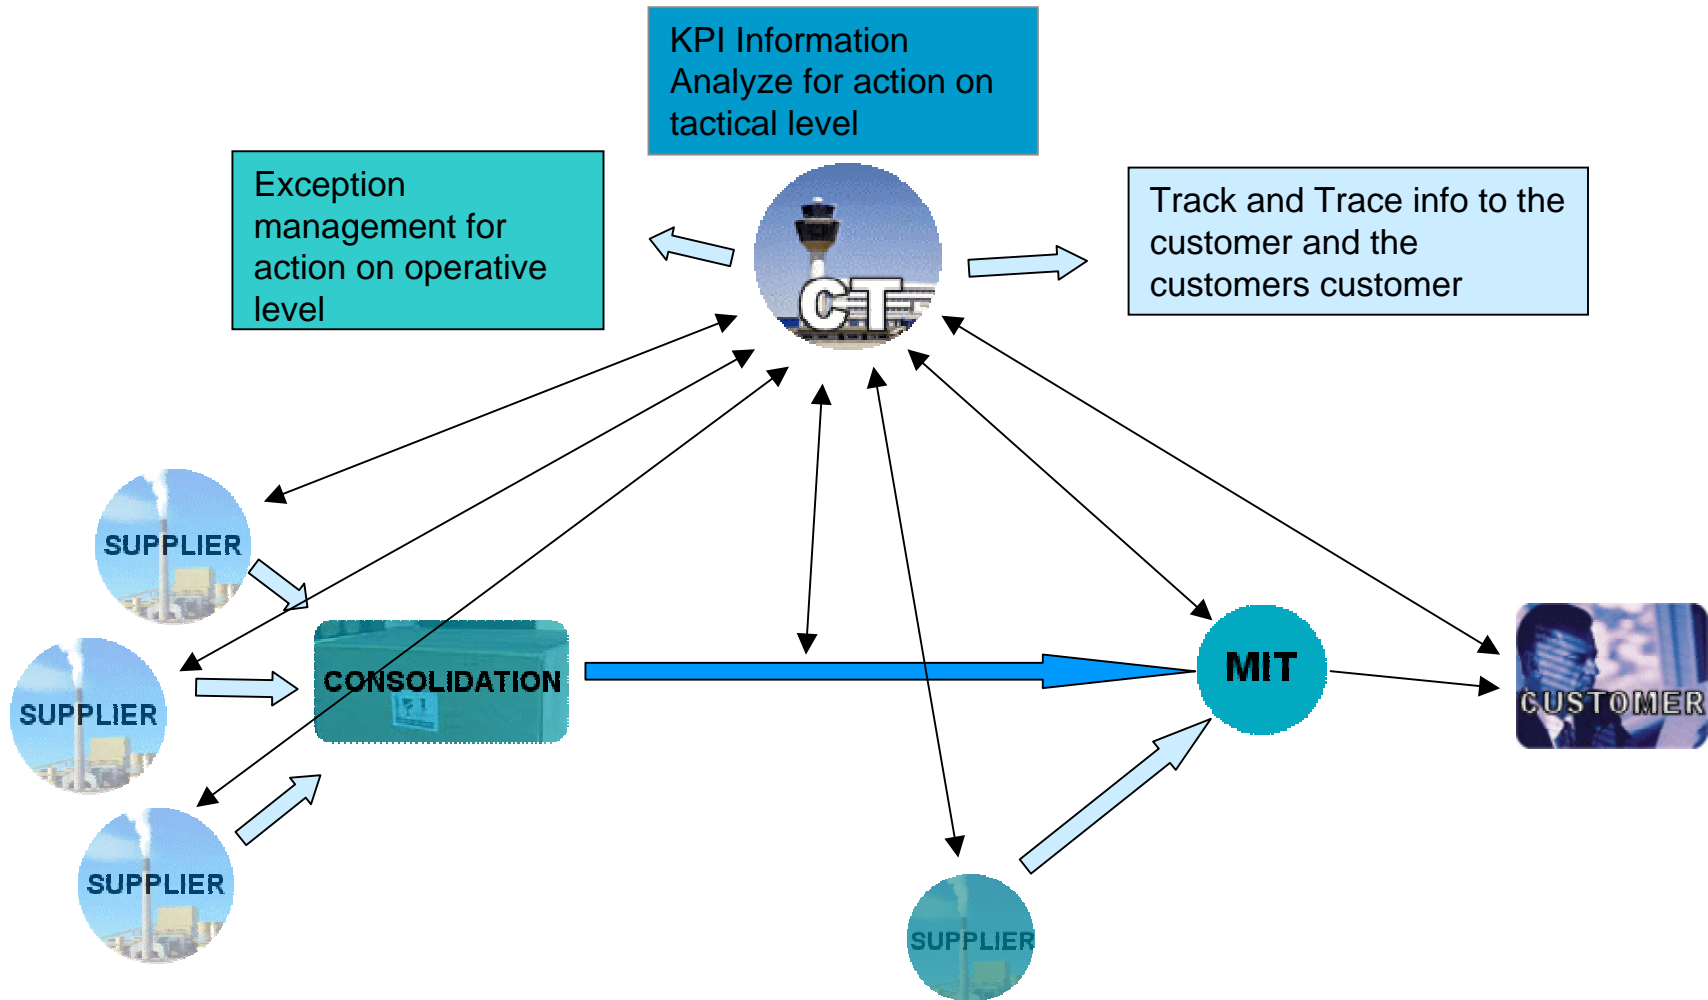 KPI Information
Analyze for action on
tactical level
Exception
management for
action on operative
level
Track and Trace info to the
customer and the
customers customer
CT
SUPPLIER
SUPPLIER
SUPPLIER
CONSOLIDATION
MIT
CUSTOMER
SUPPLIER